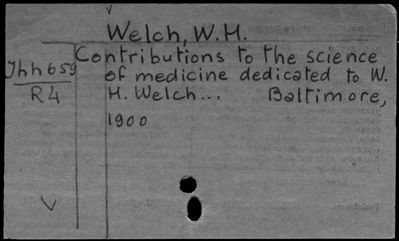 Welch, W.H.
Contributions to the science
Jhh659
of medicine dedicated to W.
R4
H. Welch... Baltimore,
1900